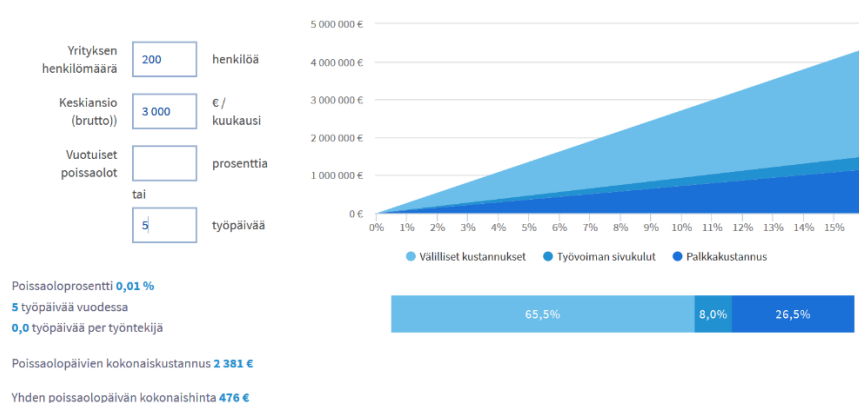 Yrityksen
henkilömäärä
200
henkilöä
Keskiansio
(brutto))
3 000
€ /
kuukausi
Vuotuiset
poissaolot
prosenttia
tai
5
työpäivää
Poissaoloprosentti 0,01 %
5 työpäivää vuodessa
0,0 työpäivää per työntekijä
Poissaolopäivien kokonaiskustannus 2 381 €
Yhden poissaolopäivän kokonaishinta 476 €
5 000 000 €
4 000 000 €
3 000 000 €
2 000 000 €
1 000 000 €
0 €
0% 1% 2% 3% 4% 5% 6% 7% 8% 9% 10% 11% 12% 13% 14% 15%
Välilliset kustannukset Työvoiman sivukulut Palkkakustannus
65,5% 8,0% 26,5%